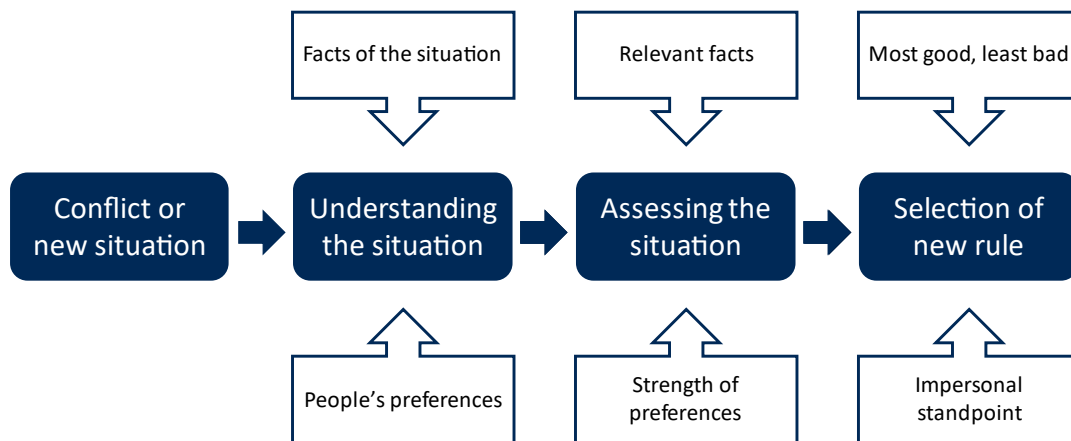 Facts of the situation
Relevant facts
Most good, least bad
Conflict or
new situation
Understanding
the situation
Assessing the
situation
Selection of
new rule
People’s preferences
Strength of
preferences
Impersonal
standpoint